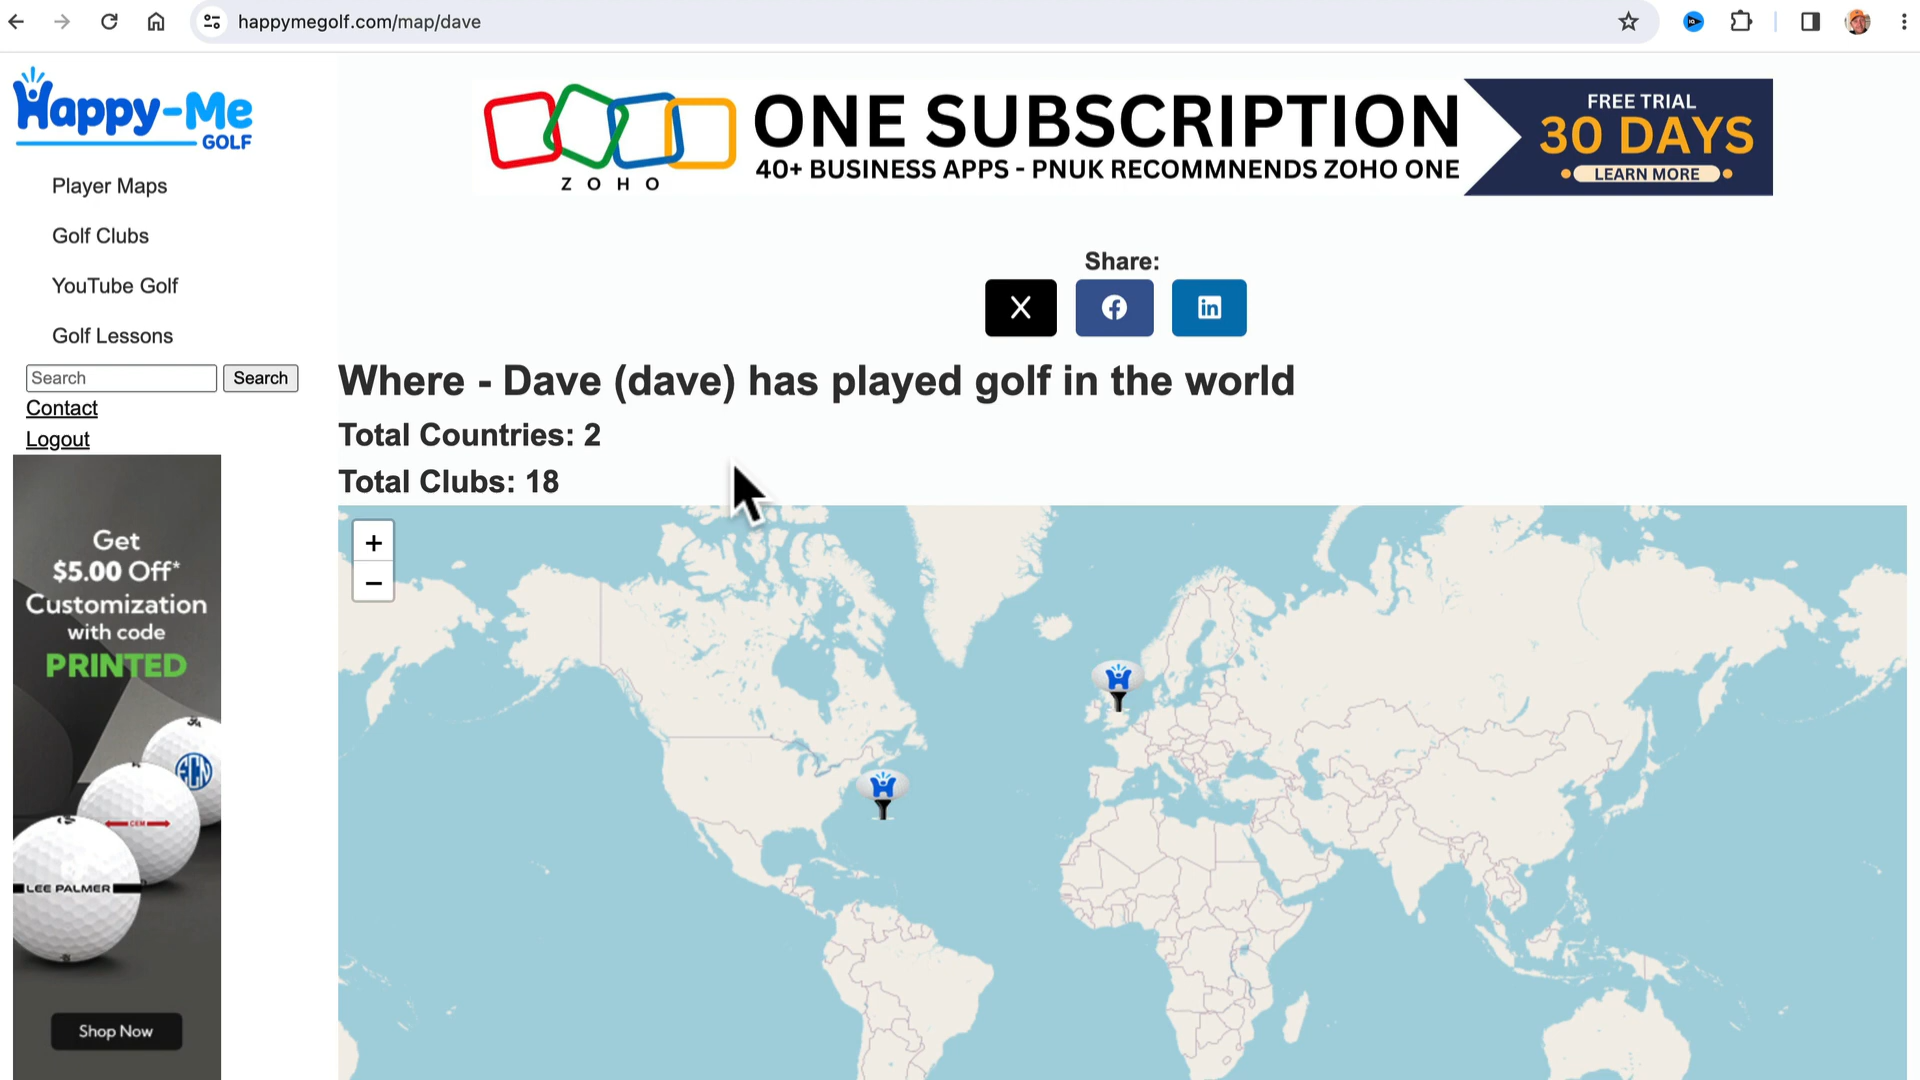 happymegolf.com/map/dave
Happy-Me
GOLF
Player Maps
Golf Clubs
YouTube Golf
Golf Lessons
Search Search
Contact
Logout
Get
$5.00 Off*
Customization
with code
PRINTED
ECN
CEM
LEE PALMER
Shop Now
ZOHO
ONE SUBSCRIPTION
40+ BUSINESS APPS - PNUK RECOMMNENDS ZOHO ONE
FREE TRIAL
30 DAYS
LEARN MORE
Share:
Where - Dave (dave) has played golf in the world
Total Countries: 2
Total Clubs: 18
+
−